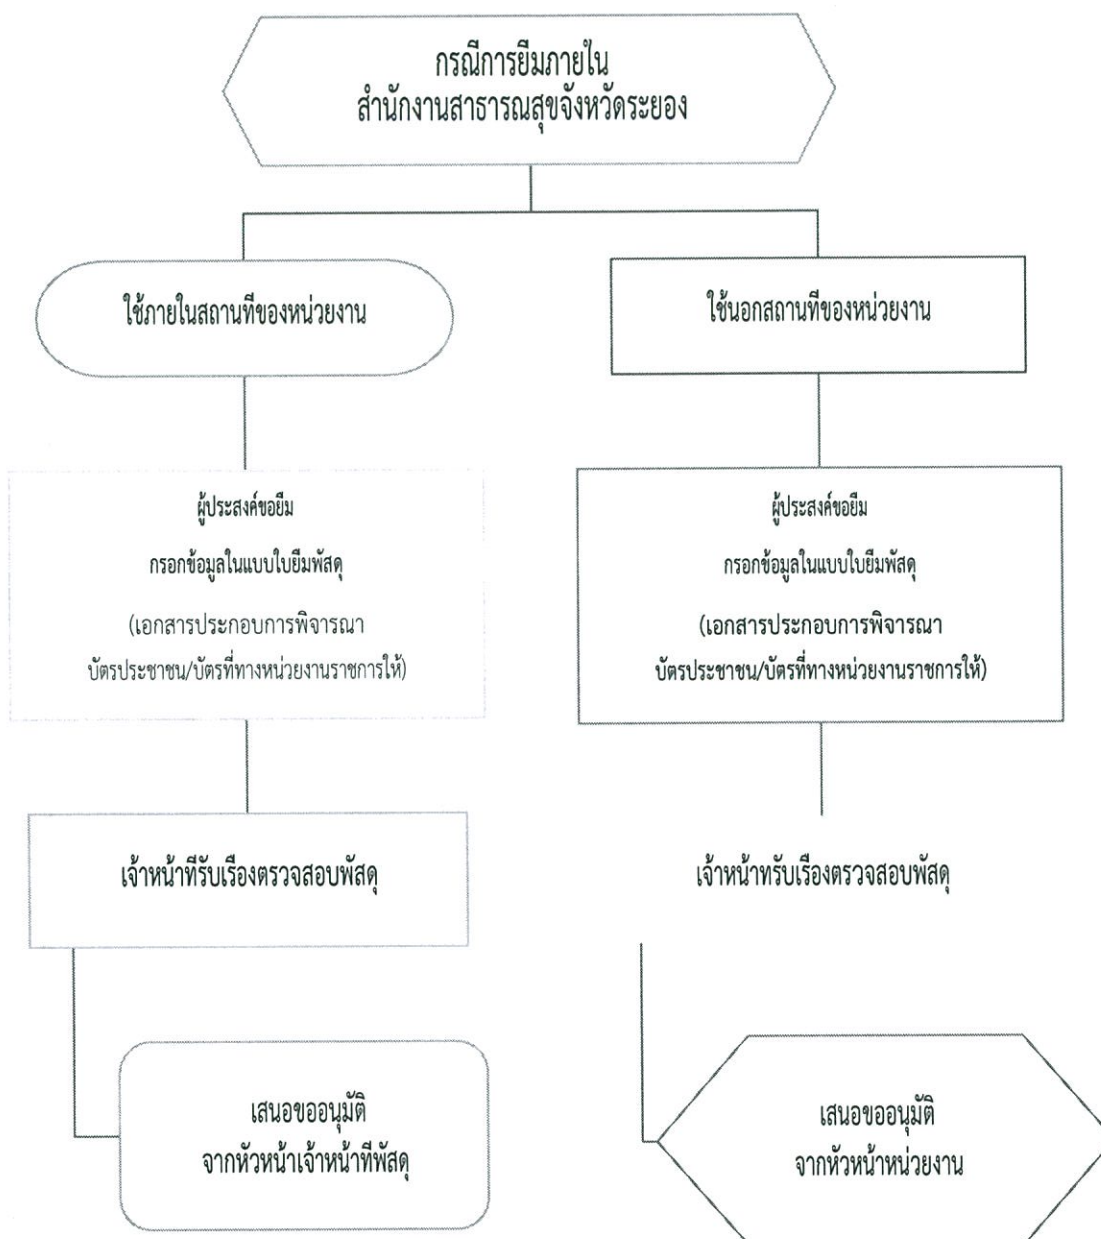 กรณีการยืมภายใน
สำนักงานสาธารณสุขจังหวัดระยอง
ใช้ภายในสถานที่ของหน่วยงาน
ใช้นอกสถานที่ของหน่วยงาน
ผู้ประสงค์ขอยืม
กรอกข้อมูลในแบบใบยืมพัสดุ
(เอกสารประกอบการพิจารณา
บัตรประชาชน/บัตรที่ทางหน่วยงานราชการให้)
ผู้ประสงค์ขอยืม
กรอกข้อมูลในแบบใบยืมพัสดุ
(เอกสารประกอบการพิจารณา
บัตรประชาชน/บัตรที่ทางหน่วยงานราชการให้)
เจ้าหน้าที่รับเรื่องตรวจสอบพัสดุ
เจ้าหน้าที่รับเรื่องตรวจสอบพัสดุ
เสนอขออนุมัติ
จากหัวหน้าเจ้าหน้าที่พัสดุ
เสนอขออนุมัติ
จากหัวหน้าหน่วยงาน